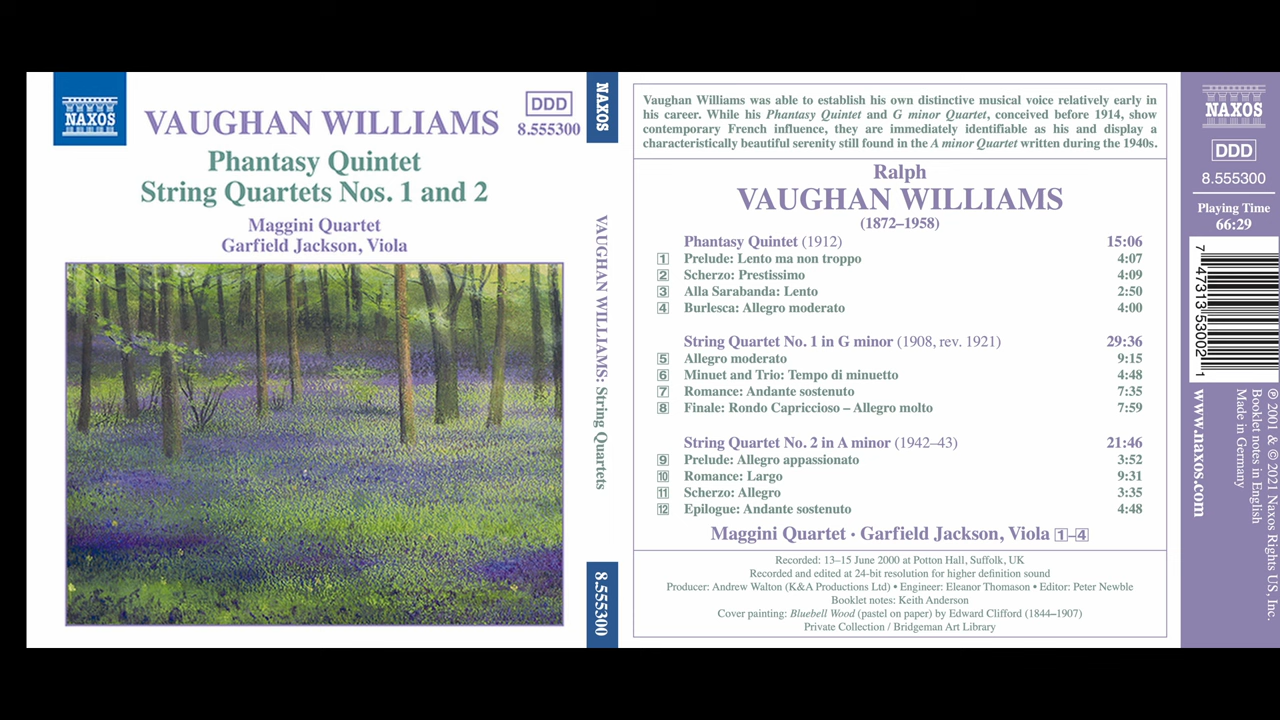 NAXOS
VAUGHAN WILLIAMS
DDD
8.555300
Phantasy Quintet
String Quartets Nos. 1 and 2
Maggini Quartet
Garfield Jackson, Viola
NAXOS
VAUGHAN WILLIAMS: String Quartets
8.555300
Vaughan Williams was able to establish his own distinctive musical voice relatively early in
his career. While his Phantasy Quintet and G minor Quartet, conceived before 1914, show
contemporary French influence, they are immediately identifiable as his and display a
characteristically beautiful serenity still found in the A minor Quartet written during the 1940s.
Ralph
VAUGHAN WILLIAMS
(1872–1958)
Phantasy Quintet (1912) 15:06
1 Prelude: Lento ma non troppo 4:07
2 Scherzo: Prestissimo 4:09
3 Alla Sarabanda: Lento 2:50
4 Burlesca: Allegro moderato 4:00
String Quartet No. 1 in G minor (1908, rev. 1921) 29:36
5 Allegro moderato 9:15
6 Minuet and Trio: Tempo di minuetto 4:48
7 Romance: Andante sostenuto 7:35
8 Finale: Rondo Capriccioso – Allegro molto 7:59
String Quartet No. 2 in A minor (1942–43) 21:46
9 Prelude: Allegro appassionato 3:52
10 Romance: Largo 9:31
11 Scherzo: Allegro 3:35
12 Epilogue: Andante sostenuto 4:48
Maggini Quartet · Garfield Jackson, Viola 1–4
Recorded: 13–15 June 2000 at Potton Hall, Suffolk, UK
Recorded and edited at 24-bit resolution for higher definition sound
Producer: Andrew Walton (K&A Productions Ltd) • Engineer: Eleanor Thomason • Editor: Peter Newble
Booklet notes: Keith Anderson
Cover painting: Bluebell Wood (pastel on paper) by Edward Clifford (1844–1907)
Private Collection / Bridgeman Art Library
NAXOS
DDD
8.555300
Playing Time
66:29
7 47313 53002 1
℗ 2001 & © 2021 Naxos Rights US, Inc.
Booklet notes in English
Made in Germany
www.naxos.com